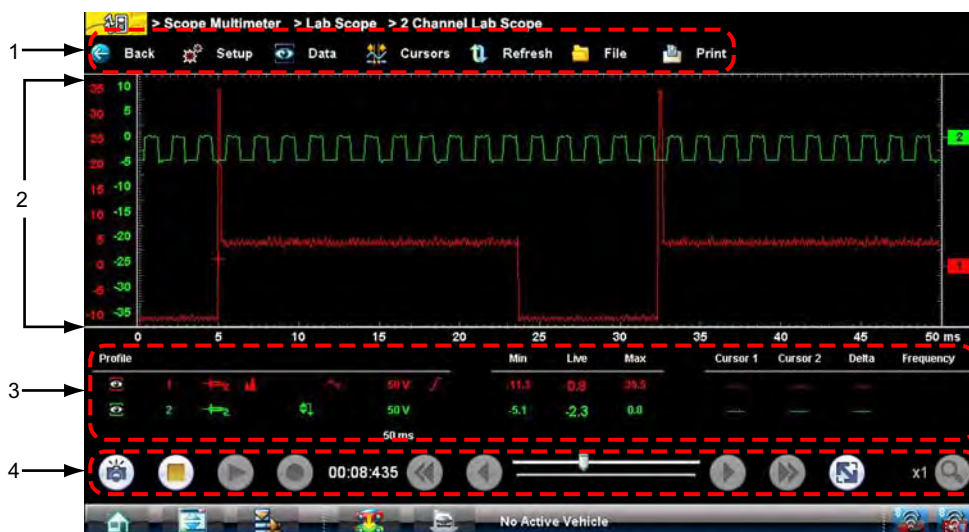 > Scope Multimeter > Lab Scope > 2 Channel Lab Scope
1
Back Setup Data Cursors Refresh File Print
2
35 10
30 5
25 0
20 -5
15 -10
10 -15
5 -20
0 -25
-5 -30
-10 -35
2
1
0 5 10 15 20 25 30 35 40 45 50 ms
3
Profile Min Live Max Cursor 1 Cursor 2 Delta Frequency
1 50 V -11.3 -0.8 35.5
2 50 V -5.1 -2.3 0.0
50 ms
4
00:08:435 x1
No Active Vehicle